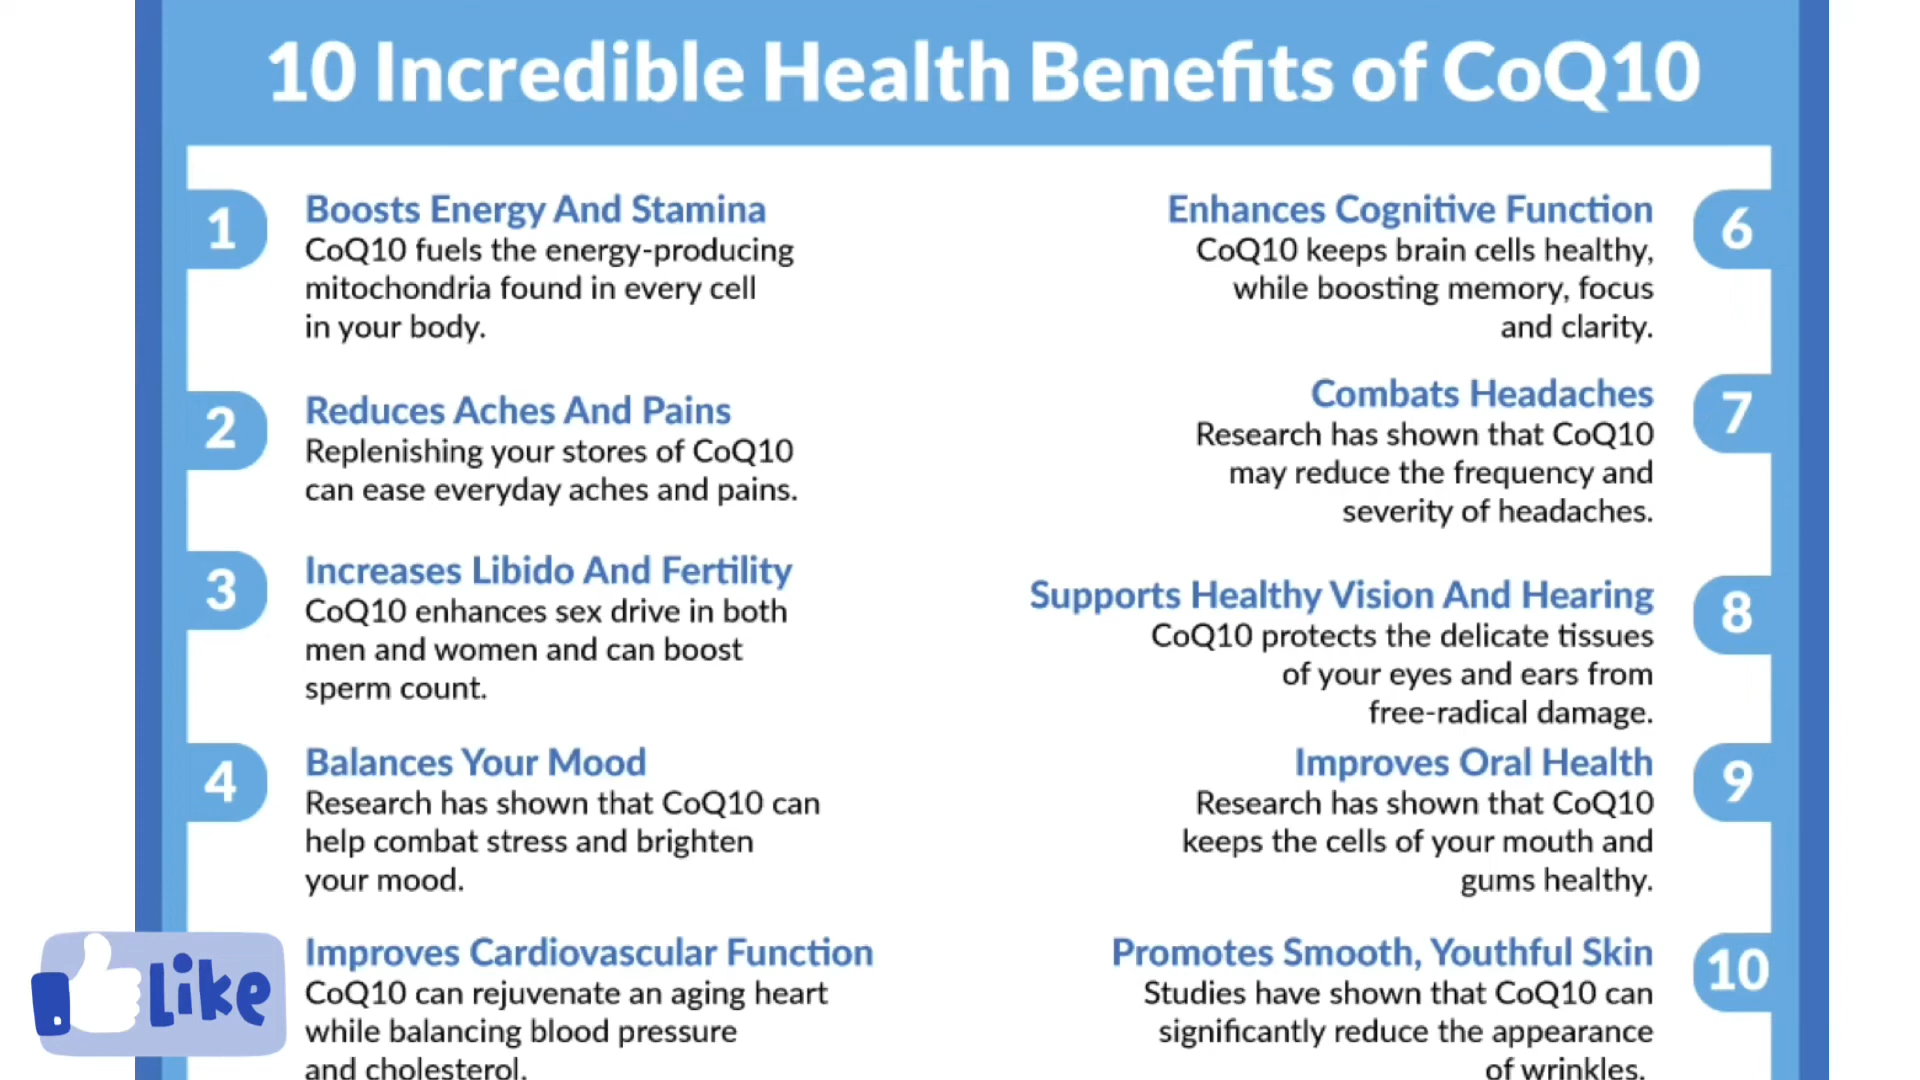 10 Incredible Health Benefits of CoQ10
1
Boosts Energy And Stamina
CoQ10 fuels the energy-producing
mitochondria found in every cell
in your body.
2
Reduces Aches And Pains
Replenishing your stores of CoQ10
can ease everyday aches and pains.
3
Increases Libido And Fertility
CoQ10 enhances sex drive in both
men and women and can boost
sperm count.
4
Balances Your Mood
Research has shown that CoQ10 can
help combat stress and brighten
your mood.
Improves Cardiovascular Function
CoQ10 can rejuvenate an aging heart
while balancing blood pressure
and cholesterol.
Like
Enhances Cognitive Function
6
CoQ10 keeps brain cells healthy,
while boosting memory, focus
and clarity.
Combats Headaches
7
Research has shown that CoQ10
may reduce the frequency and
severity of headaches.
Supports Healthy Vision And Hearing
8
CoQ10 protects the delicate tissues
of your eyes and ears from
free-radical damage.
Improves Oral Health
9
Research has shown that CoQ10
keeps the cells of your mouth and
gums healthy.
Promotes Smooth, Youthful Skin
10
Studies have shown that CoQ10 can
significantly reduce the appearance
of wrinkles.